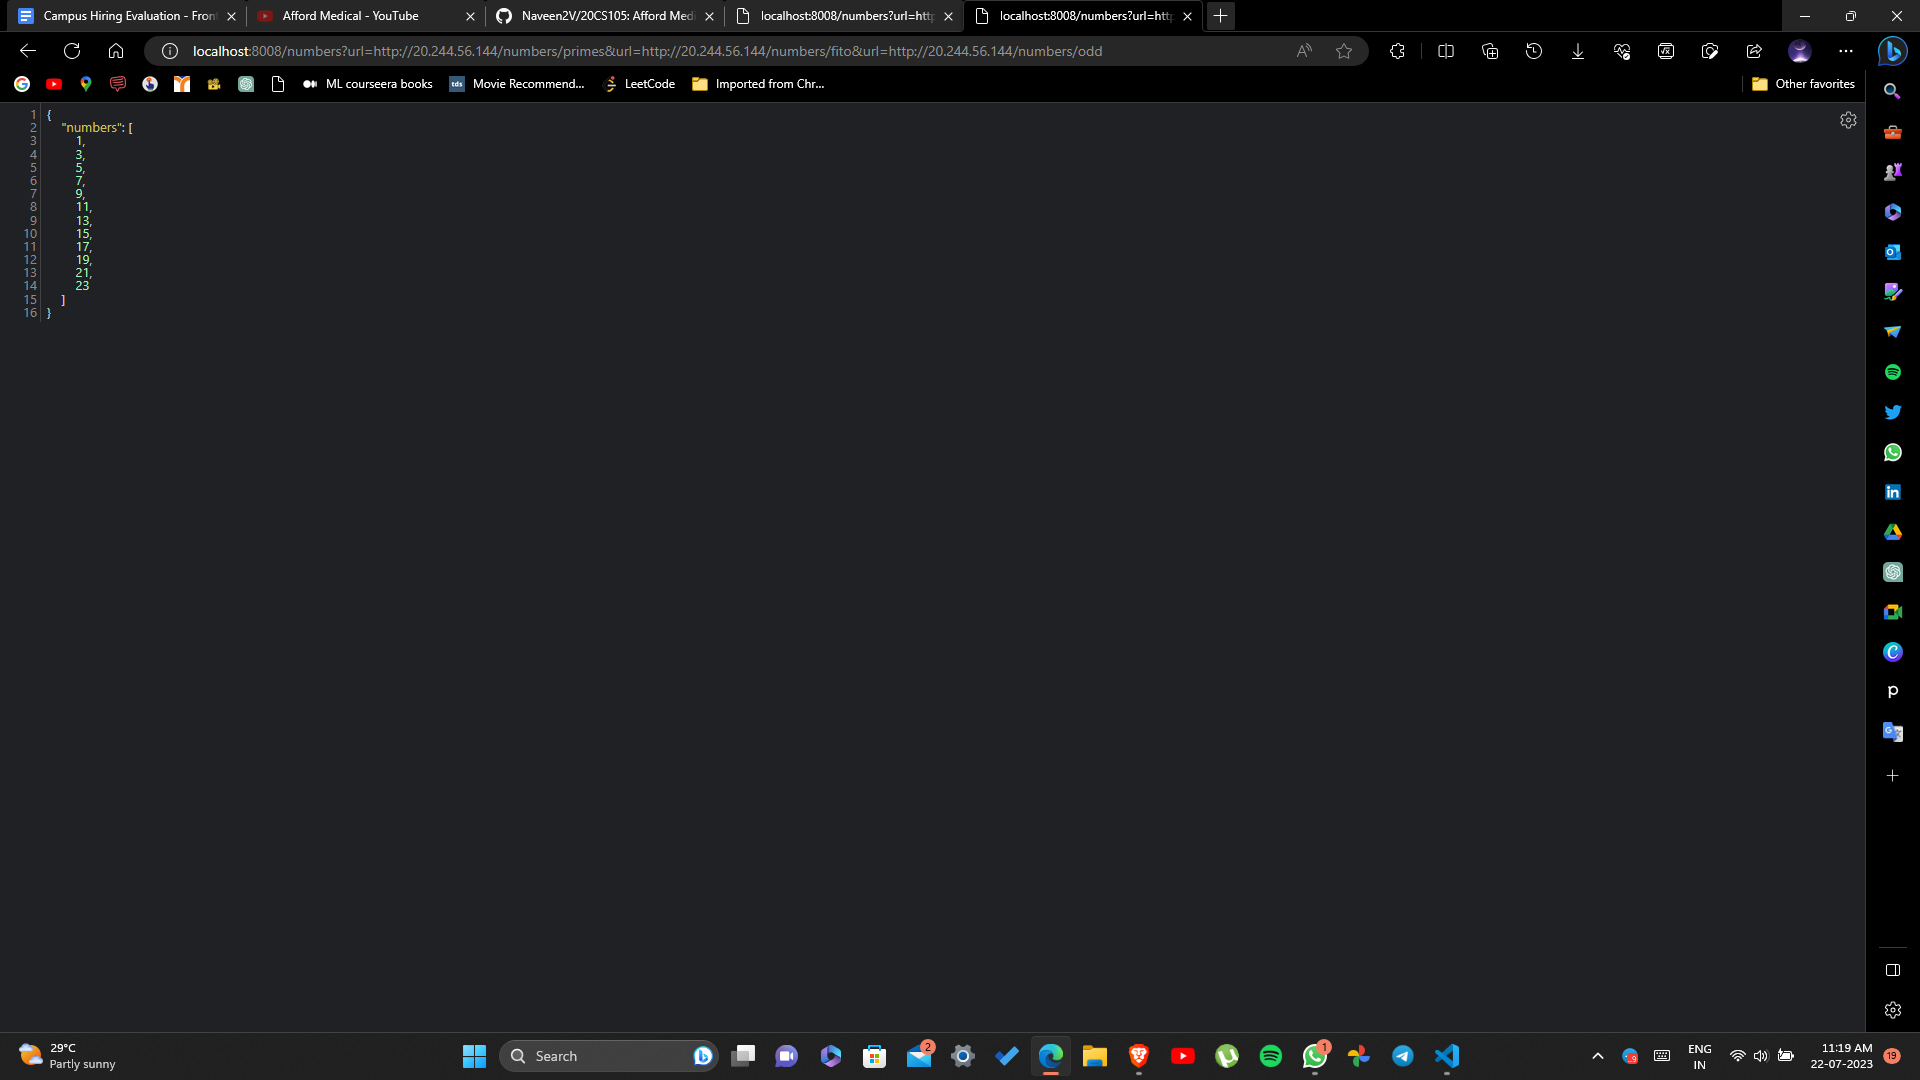 Campus Hiring Evaluation - Fron
Afford Medical - YouTube
Naveen2V/20CS105: Afford Medi
localhost:8008/numbers?url=http
localhost:8008/numbers?url=http
localhost:8008/numbers?url=http://20.244.56.144/numbers/primes&url=http://20.244.56.144/numbers/fito&url=http://20.244.56.144/numbers/odd
ML courseera books
tds
Movie Recommend...
LeetCode
Imported from Chr...
Other favorites
1 {
2 "numbers": [
3 1,
4 3,
5 5,
6 7,
7 9,
8 11,
9 13,
10 15,
11 17,
12 19,
13 21,
14 23
15 ]
16 }
29°C
Partly sunny
Search
2
1
ENG
IN
11:19 AM
22-07-2023
19